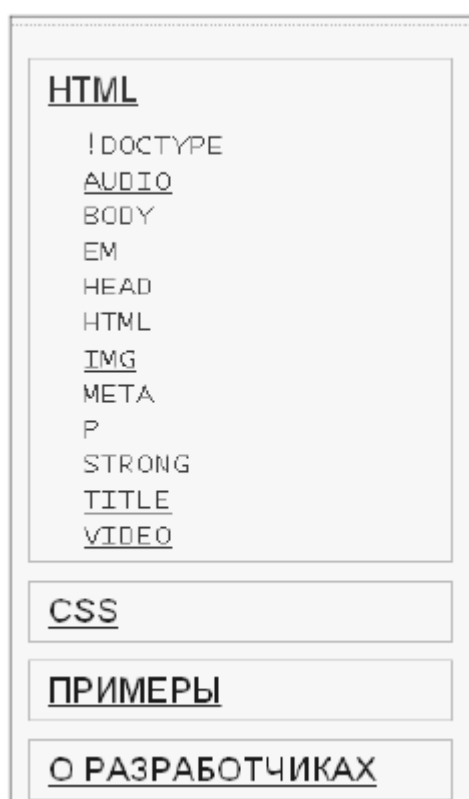 HTML
!DOCTYPE
AUDIO
BODY
EM
HEAD
HTML
IMG
META
P
STRONG
TITLE
VIDEO
CSS
ПРИМЕРЫ
О РАЗРАБОТЧИКАХ